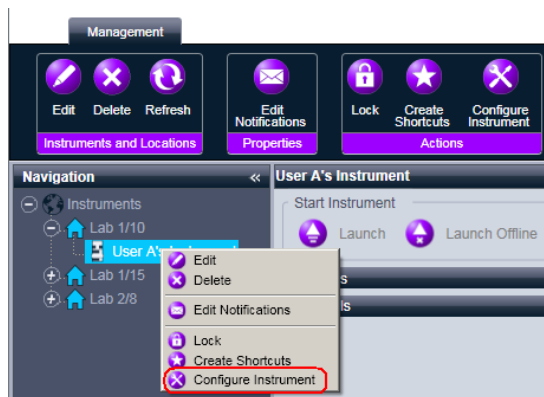 Management
Edit Delete Refresh Edit Notifications Lock Create Shortcuts Configure Instrument
Instruments and Locations Properties Actions
Navigation « User A's Instrument
Instruments
Start Instrument
Lab 1/10
Launch Launch Offline
User A's
Edit
Lab 1/15
Delete
Lab 2/8
Edit Notifications
Lock
Create Shortcuts
Configure Instrument